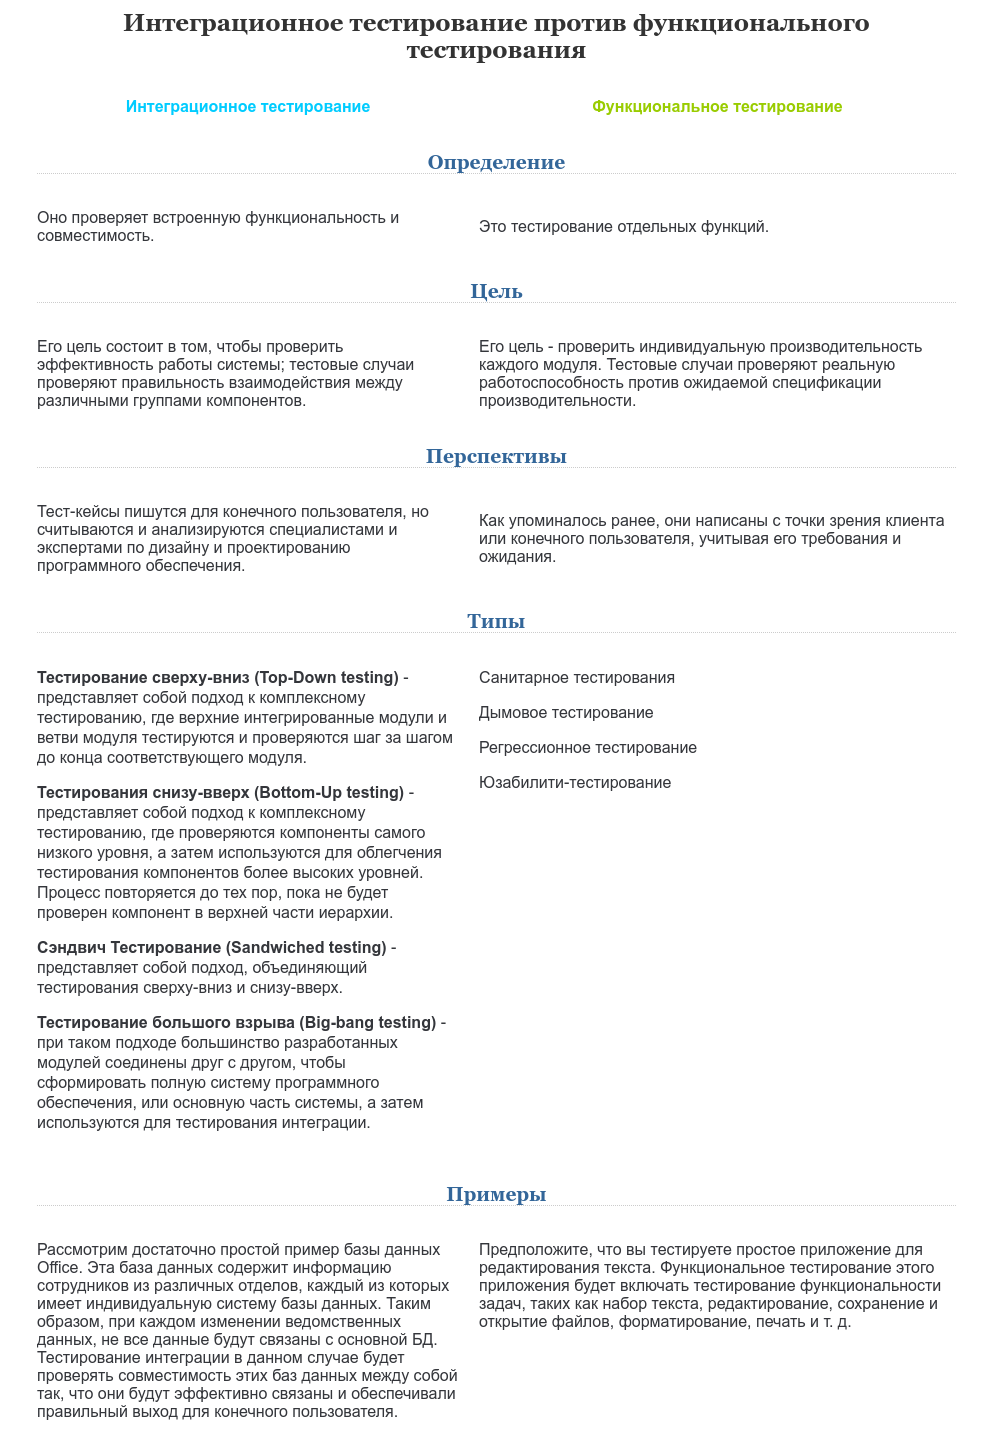 Интеграционное тестирование против функционального
тестирования
Интеграционное тестирование
Функциональное тестирование
Определение
Оно проверяет встроенную функциональность и
совместимость.
Это тестирование отдельных функций.
Цель
Его цель состоит в том, чтобы проверить
эффективность работы системы; тестовые случаи
проверяют правильность взаимодействия между
различными группами компонентов.
Его цель - проверить индивидуальную производительность
каждого модуля. Тестовые случаи проверяют реальную
работоспособность против ожидаемой спецификации
производительности.
Перспективы
Тест-кейсы пишутся для конечного пользователя, но
считываются и анализируются специалистами и
экспертами по дизайну и проектированию
программного обеспечения.
Как упоминалось ранее, они написаны с точки зрения клиента
или конечного пользователя, учитывая его требования и
ожидания.
Типы
Тестирование сверху-вниз (Top-Down testing) -
представляет собой подход к комплексному
тестированию, где верхние интегрированные модули и
ветви модуля тестируются и проверяются шаг за шагом
до конца соответствующего модуля.
Тестирования снизу-вверх (Bottom-Up testing) -
представляет собой подход к комплексному
тестированию, где проверяются компоненты самого
низкого уровня, а затем используются для облегчения
тестирования компонентов более высоких уровней.
Процесс повторяется до тех пор, пока не будет
проверен компонент в верхней части иерархии.
Сэндвич Тестирование (Sandwiched testing) -
представляет собой подход, объединяющий
тестирования сверху-вниз и снизу-вверх.
Тестирование большого взрыва (Big-bang testing) -
при таком подходе большинство разработанных
модулей соединены друг с другом, чтобы
сформировать полную систему программного
обеспечения, или основную часть системы, а затем
используются для тестирования интеграции.
Санитарное тестирования
Дымовое тестирование
Регрессионное тестирование
Юзабилити-тестирование
Примеры
Рассмотрим достаточно простой пример базы данных
Office. Эта база данных содержит информацию
сотрудников из различных отделов, каждый из которых
имеет индивидуальную систему базы данных. Таким
образом, при каждом изменении ведомственных
данных, не все данные будут связаны с основной БД.
Тестирование интеграции в данном случае будет
проверять совместимость этих баз данных между собой
так, что они будут эффективно связаны и обеспечивали
правильный выход для конечного пользователя.
Предположите, что вы тестируете простое приложение для
редактирования текста. Функциональное тестирование этого
приложения будет включать тестирование функциональности
задач, таких как набор текста, редактирование, сохранение и
открытие файлов, форматирование, печать и т. д.